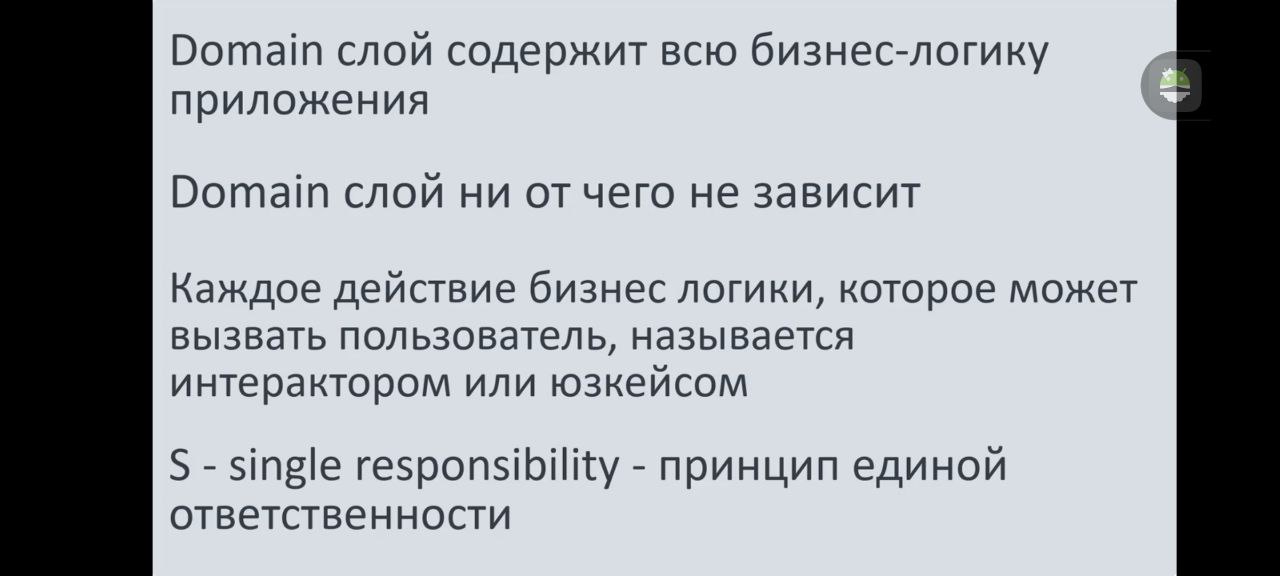 Domain слой содержит всю бизнес-логику
приложения
Domain слой ни от чего не зависит
Каждое действие бизнес логики, которое может
вызвать пользователь, называется
интерактором или юзкейсом
S - single responsibility - принцип единой
ответственности